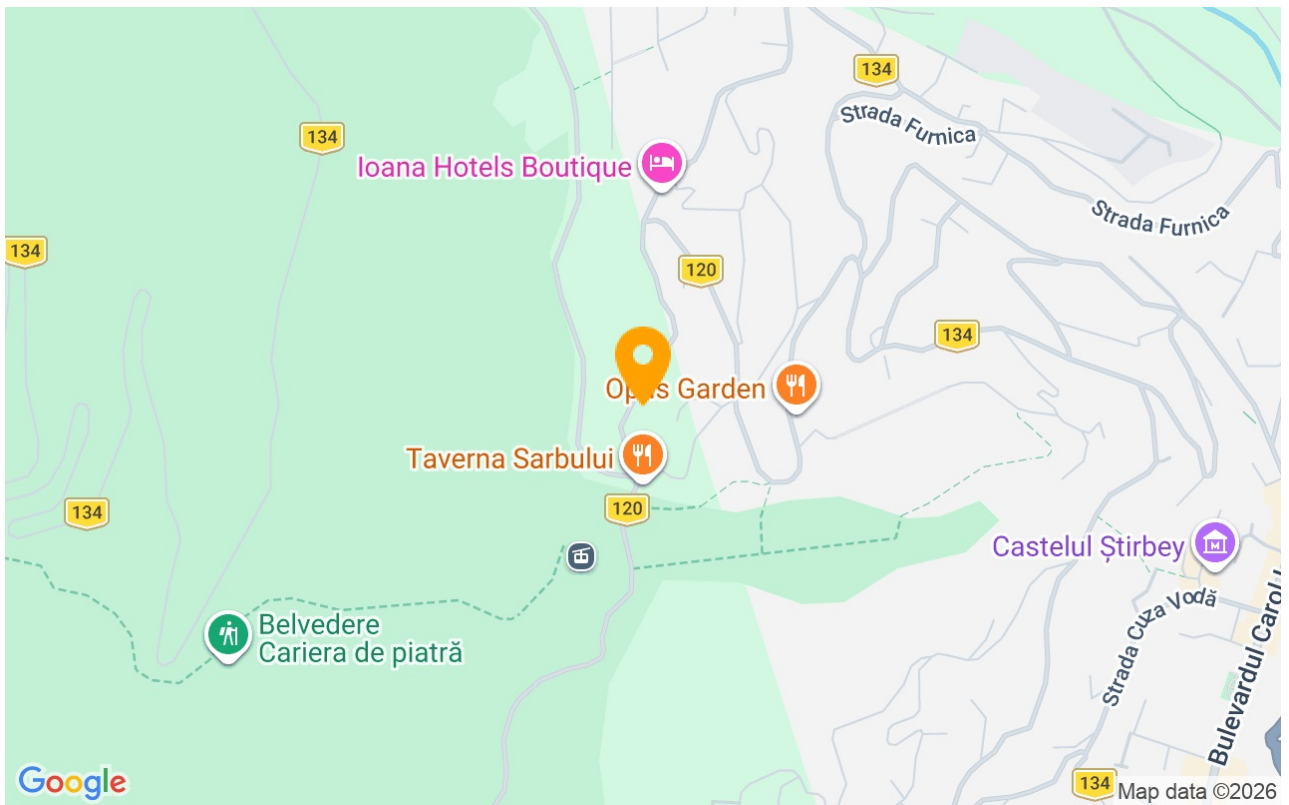 134
Strada Furnica
134
Ioana Hotels Boutique
Strada Furnica
134
120
134
Opus Garden
Taverna Sarbului
134
120
Castelul Știrbey
Belvedere
Cariera de piatră
Strada Cuza Vodă
Bulevardul Carol I
Google
134
Map data ©2026